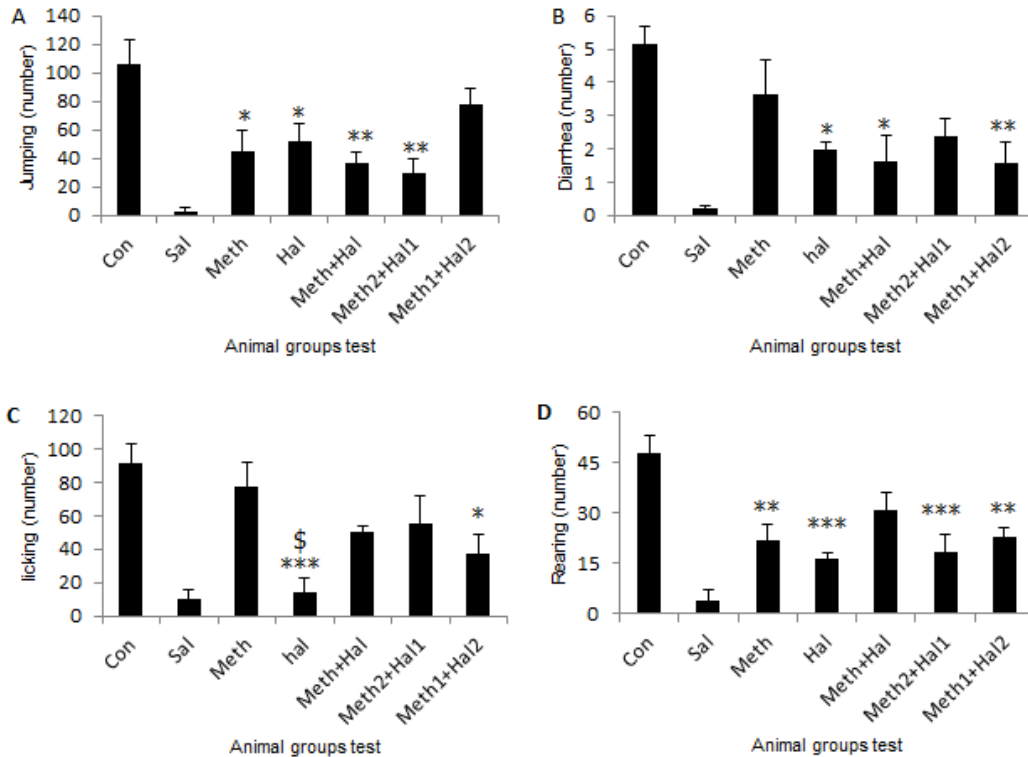 A
Jumping (number)
140
120
100
80
60
40
20
0
* * ** **
Con Sal Meth Hal Meth+Hal Meth2+Hal1 Meth1+Hal2
Animal groups test
B
Diarrhea (number)
6
5
4
3
2
1
0
* * **
Con Sal Meth hal Meth+Hal Meth2+Hal1 Meth1+Hal2
Animal groups test
C
licking (number)
120
100
80
60
40
20
0
$
*** *
Con Sal Meth hal Meth+Hal Meth2+Hal1 Meth1+Hal2
Animal groups test
D
Rearing (number)
60
45
30
15
0
** *** *** **
Con Sal Meth Hal Meth+Hal Meth2+Hal1 Meth1+Hal2
Animal groups test